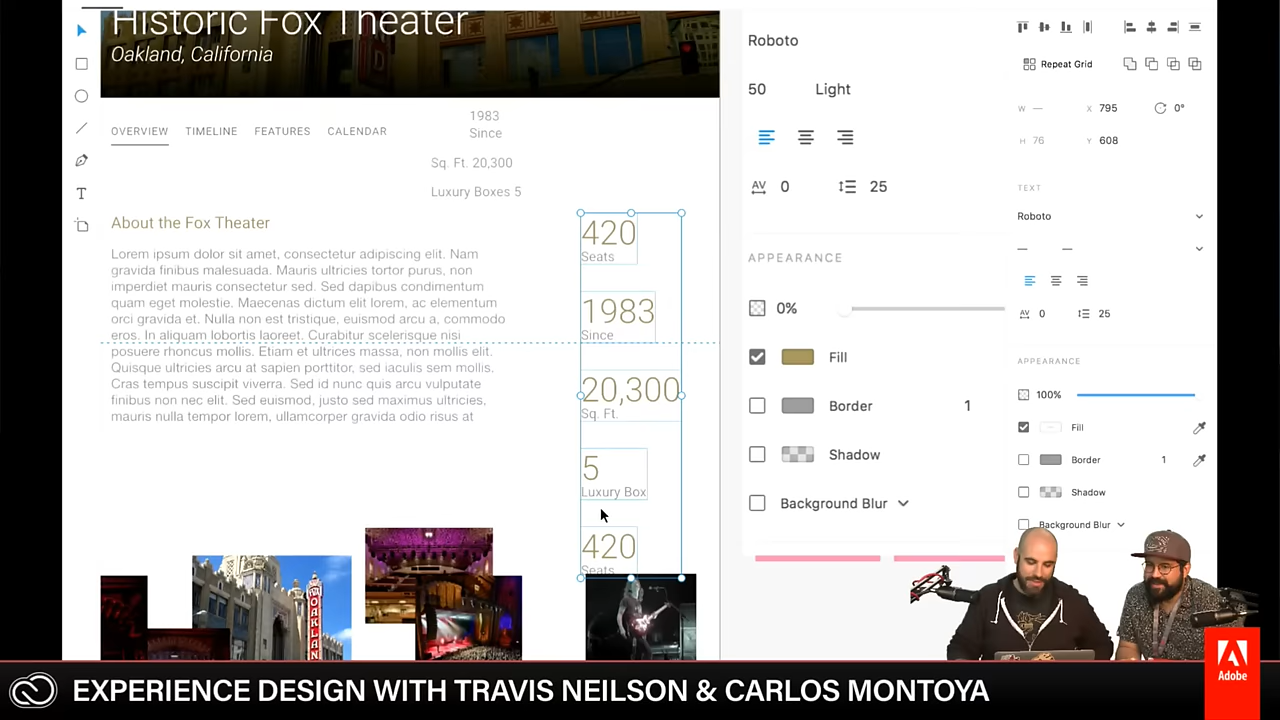 Historic Fox Theater
Oakland, California
OVERVIEW TIMELINE FEATURES CALENDAR
1983
Since
Sq. Ft. 20,300
Luxury Boxes 5
About the Fox Theater
Lorem ipsum dolor sit amet, consectetur adipiscing elit. Nam
gravida finibus malesuada. Mauris ultricies tortor purus, non
imperdiet mauris consectetur sed. Sed dapibus condimentum
quam eget molestie. Maecenas dictum elit lorem, ac elementum
orci gravida et. Nulla non est tristique, euismod arcu a, commodo
eros. In aliquam lobortis laoreet. Curabitur scelerisque nisi
posuere rhoncus mollis. Etiam et ultrices massa, non mollis elit.
Quisque ultricies arcu at sapien porttitor, sed iaculis sem mollis.
Cras tempus suscipit viverra. Sed id nunc quis arcu vulputate
finibus non nec elit. Sed euismod, justo sed maximus ultricies,
mauris nulla tempor lorem, ullamcorper gravida odio risus at
420
Seats
1983
Since
20,300
Sq. Ft.
5
Luxury Box
420
Seats
OAKLAND
Roboto
50 Light
AV 0 25
APPEARANCE
0%
Fill
Border 1
Shadow
Background Blur
Repeat Grid
W — X 795 0°
H 76 Y 608
TEXT
Roboto
— —
AV 0 25
APPEARANCE
100%
Fill
Border 1
Shadow
Background Blur
T
EXPERIENCE DESIGN WITH TRAVIS NEILSON & CARLOS MONTOYA
Adobe